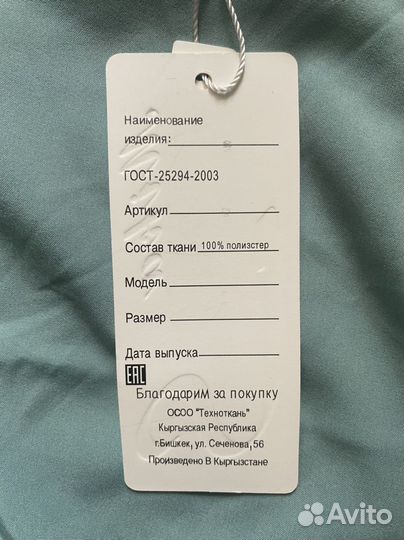 Наименование
изделия:
ГОСТ-25294-2003
Артикул
Состав ткани 100% полиэстер
Модель
Размер
Дата выпуска
EAC
Благодарим за покупку
ОСОО "Техноткань"
Кыргызская Республика
г.Бишкек, ул. Сеченова, 56
Произведено В Кыргызстане
Avito